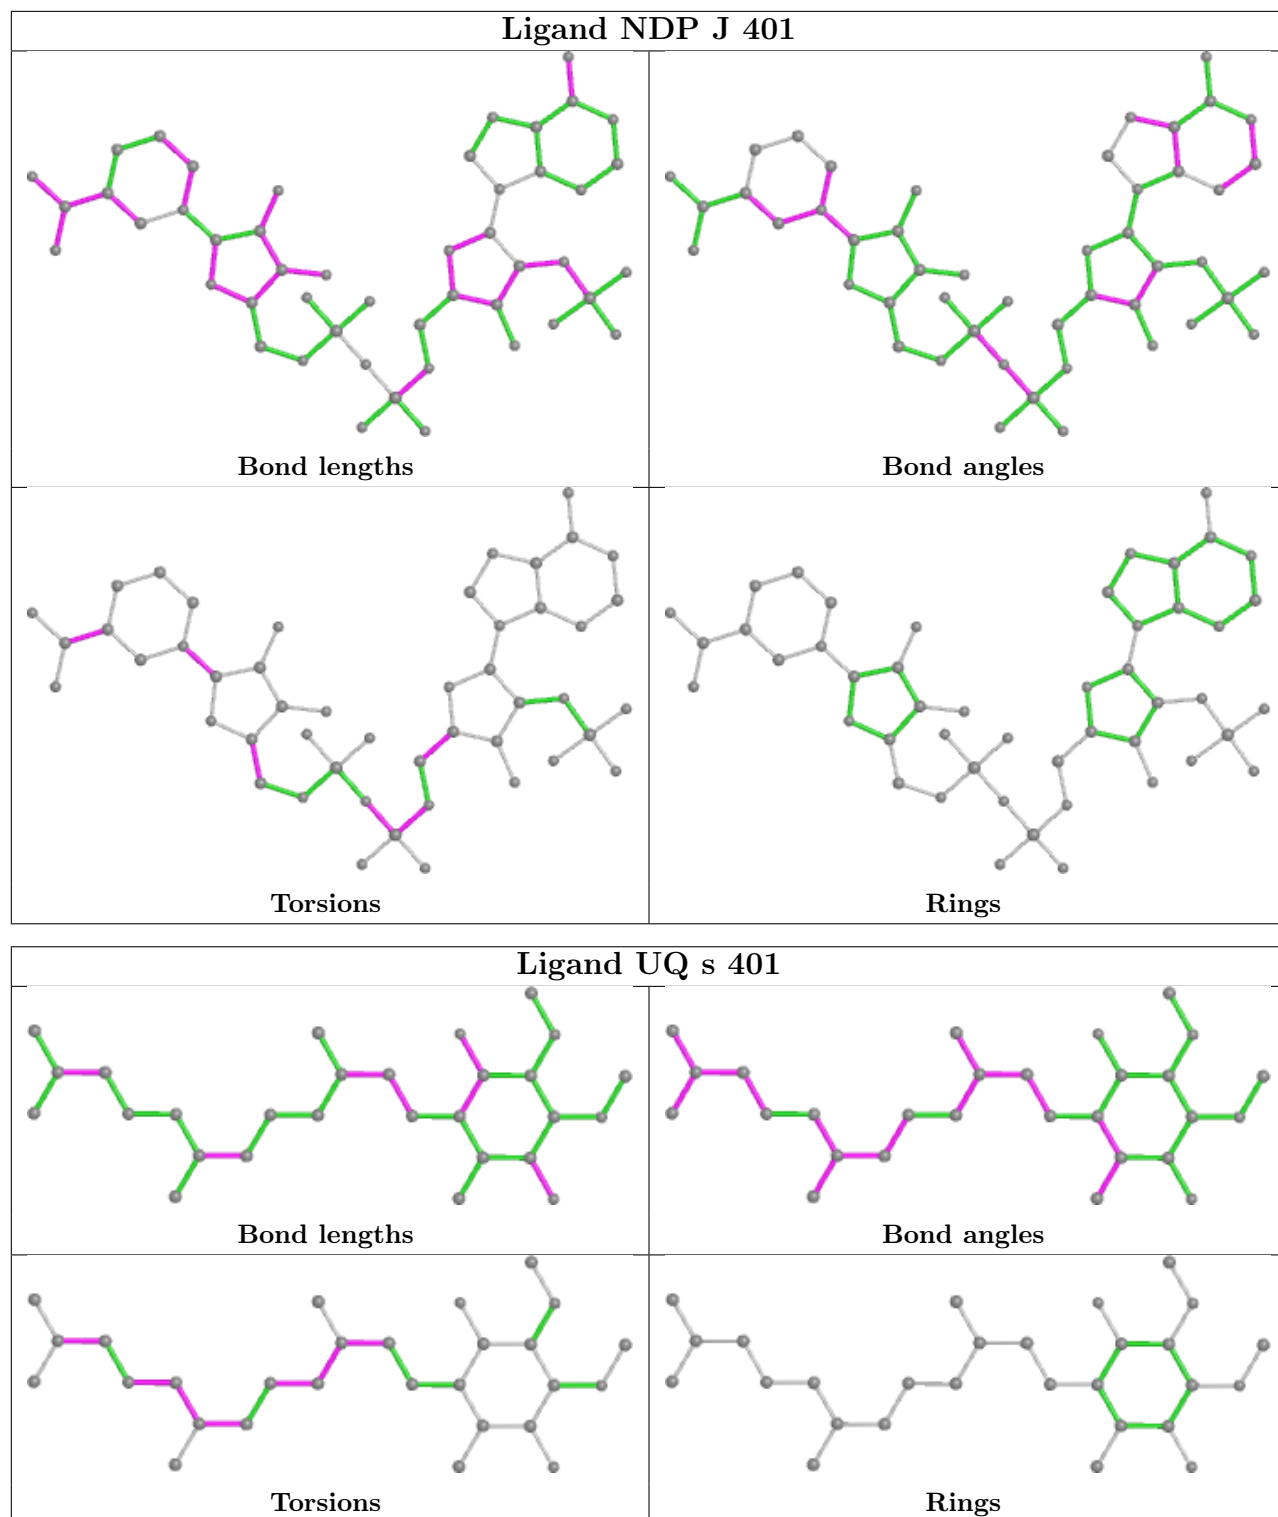 Ligand NDP J 401
Bond lengths
Bond angles
Torsions
Rings
Ligand UQ s 401
Bond lengths
Bond angles
Torsions
Rings